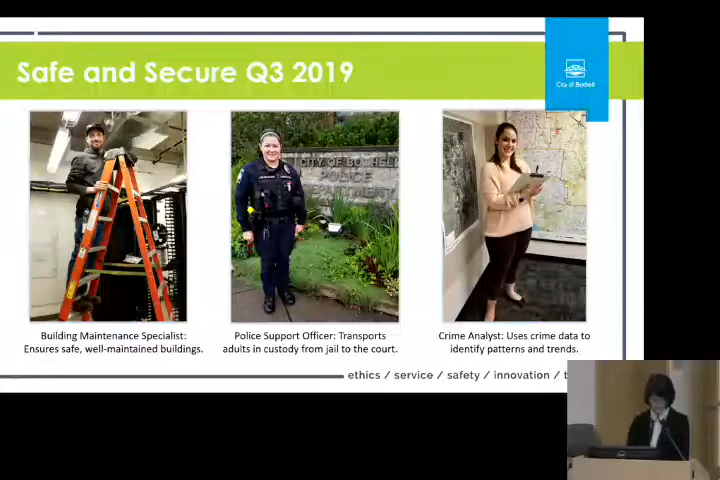 Safe and Secure Q3 2019
City of Bothell
CITY OF BOTHELL
POLICE
DEPARTMENT
Building Maintenance Specialist:
Ensures safe, well-maintained buildings.
Police Support Officer: Transports
adults in custody from jail to the court.
Crime Analyst: Uses crime data to
identify patterns and trends.
ethics / service / safety / innovation /